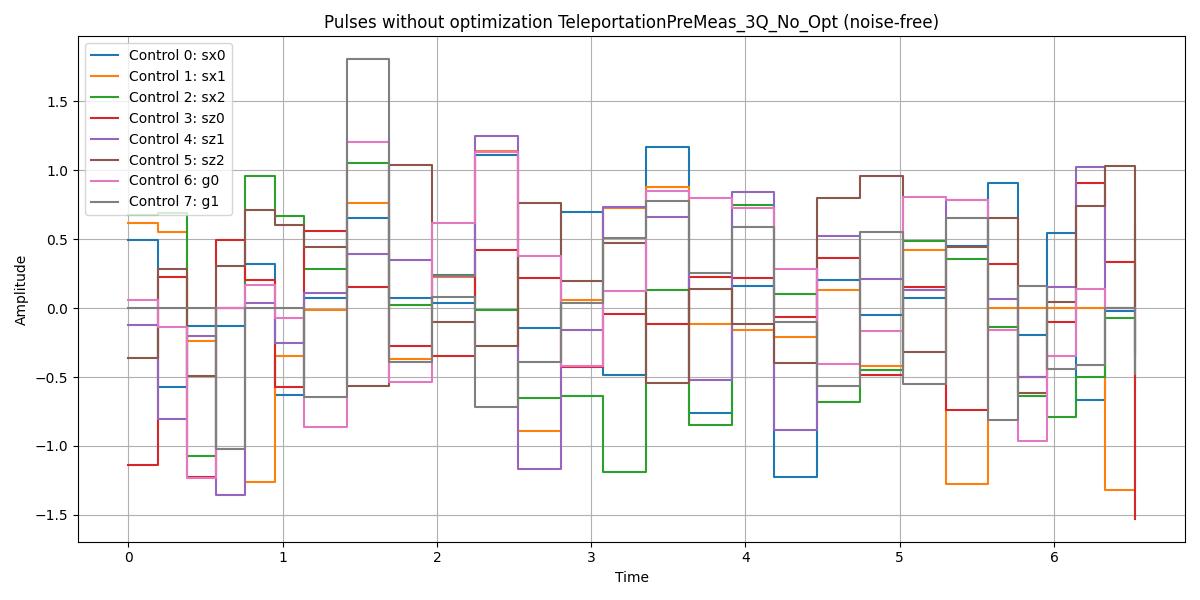 Pulses without optimization TeleportationPreMeas_3Q_No_Opt (noise-free)
Control 0: sx0
Control 1: sx1
Control 2: sx2
Control 3: sz0
Control 4: sz1
Control 5: sz2
Control 6: g0
Control 7: g1
Amplitude
1.5
1.0
0.5
0.0
−0.5
−1.0
−1.5
0 1 2 3 4 5 6
Time